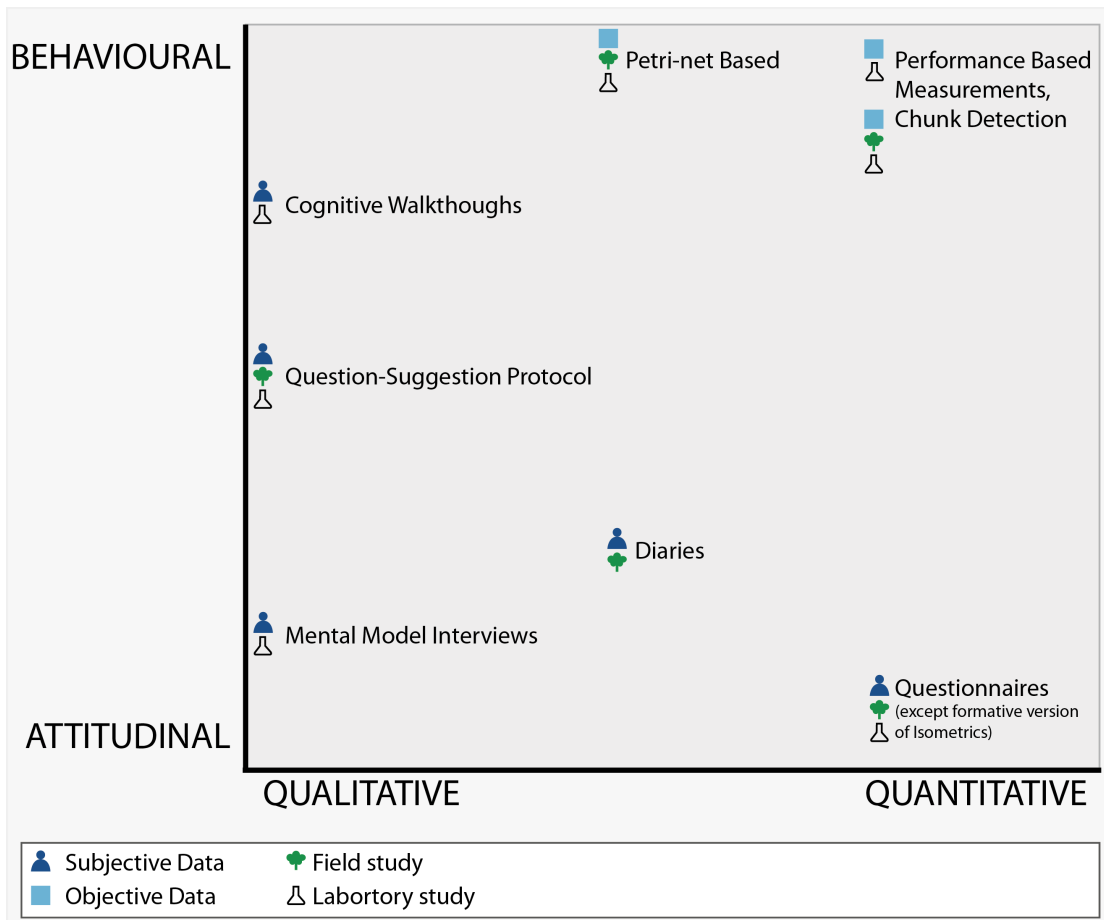 BEHAVIOURAL
Petri-net Based
Performance Based
Measurements,
Chunk Detection
Cognitive Walkthoughs
Question-Suggestion Protocol
Diaries
Mental Model Interviews
Questionnaires
(except formative version
of Isometrics)
ATTITUDINAL
QUALITATIVE
QUANTITATIVE
Subjective Data
Field study
Objective Data
Labortory study